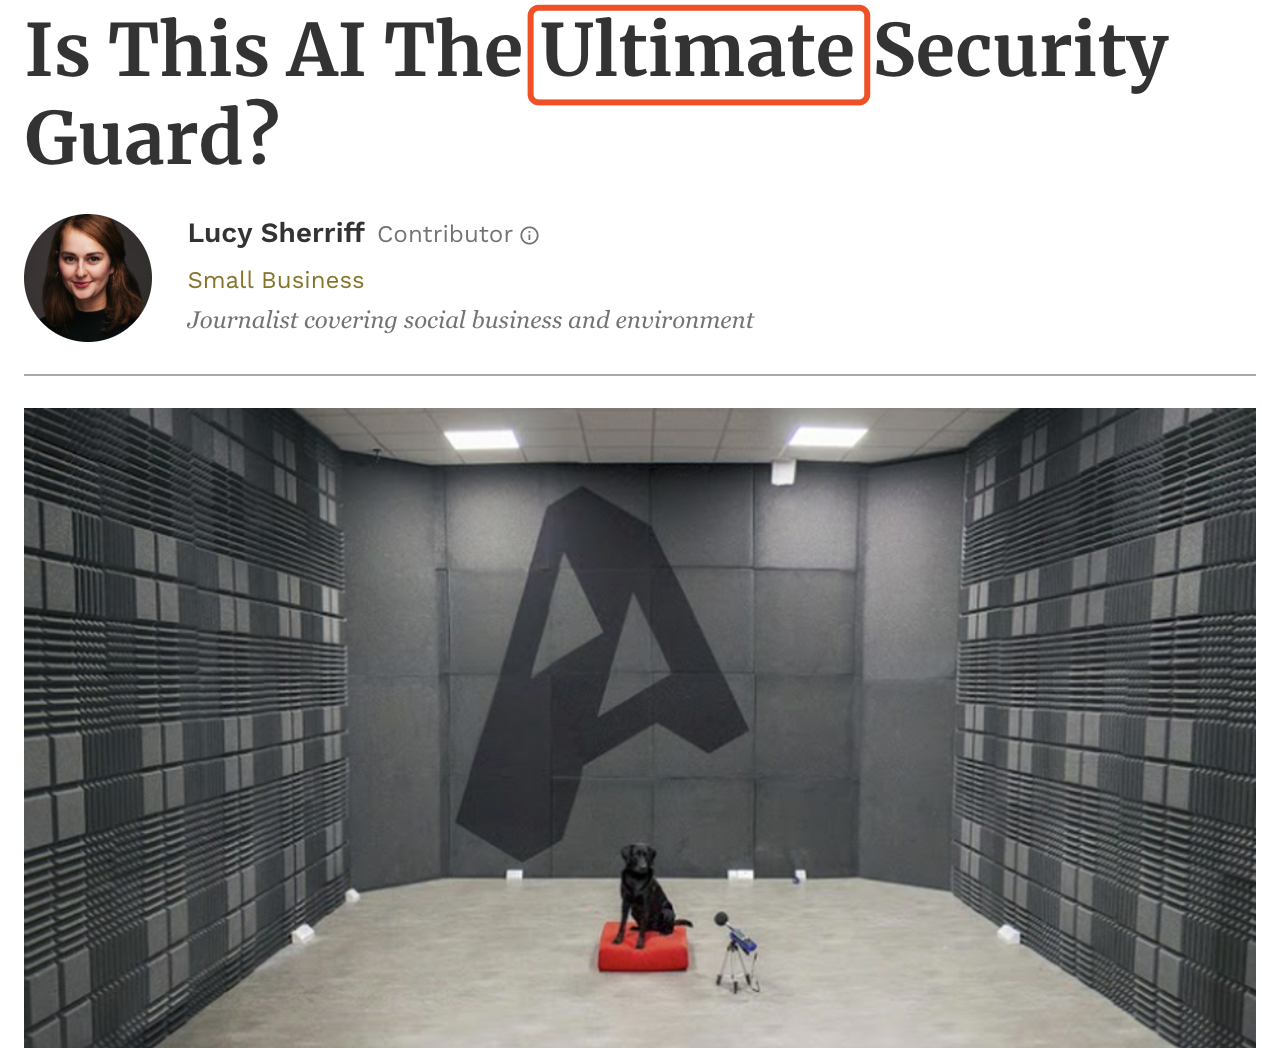 Is This AI The Ultimate Security
Guard?
Lucy Sherriff Contributor
Small Business
Journalist covering social business and environment